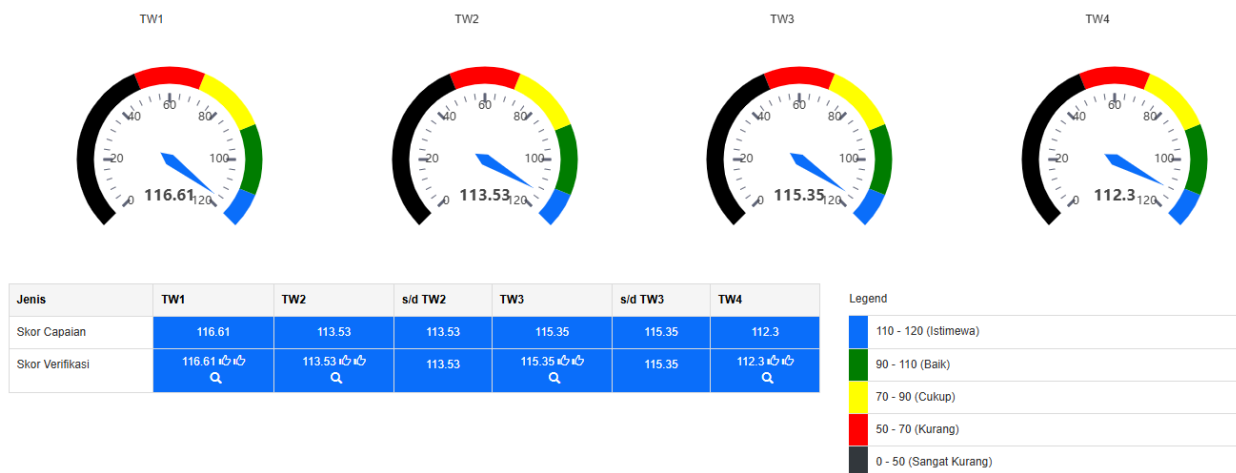 TW1
TW2
TW3
TW4
0 20 40 60 80 100 120
116.61
0 20 40 60 80 100 120
113.53
0 20 40 60 80 100 120
115.35
0 20 40 60 80 100 120
112.3
Jenis TW1 TW2 s/d TW2 TW3 s/d TW3 TW4
Skor Capaian 116.61 113.53 113.53 115.35 115.35 112.3
Skor Verifikasi 116.61 113.53 113.53 115.35 115.35 112.3
Legend
110 - 120 (Istimewa)
90 - 110 (Baik)
70 - 90 (Cukup)
50 - 70 (Kurang)
0 - 50 (Sangat Kurang)